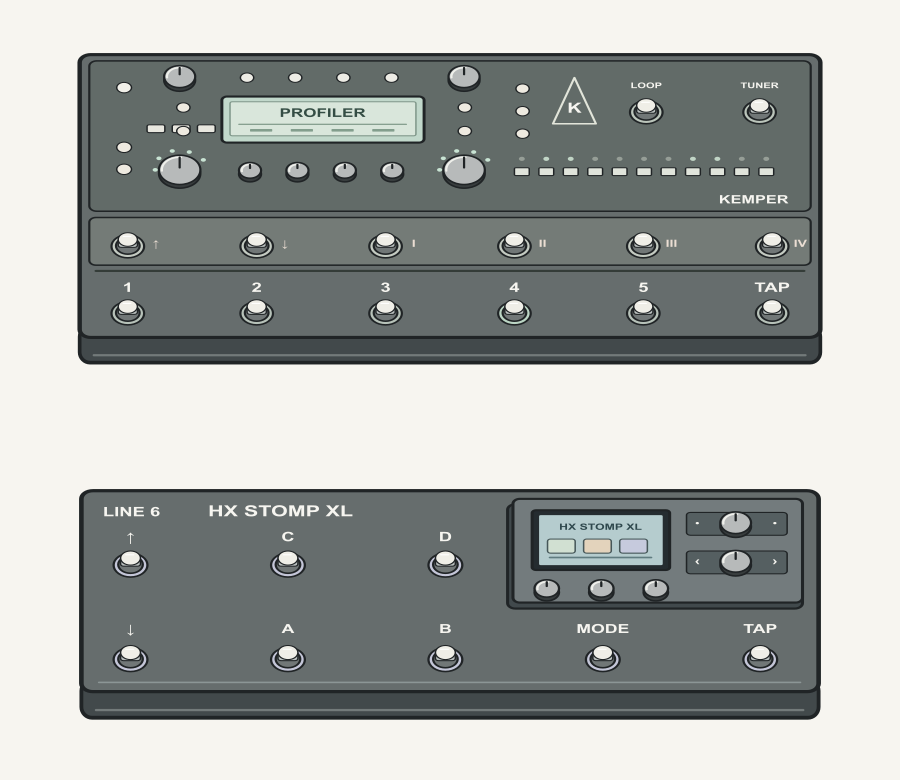 LOOP TUNER
PROFILER
K
KEMPER
↑ ↓ I II III IV
1 2 3 4 5 TAP
LINE 6 HX STOMP XL
HX STOMP XL
↑ C D
↓ A B MODE TAP